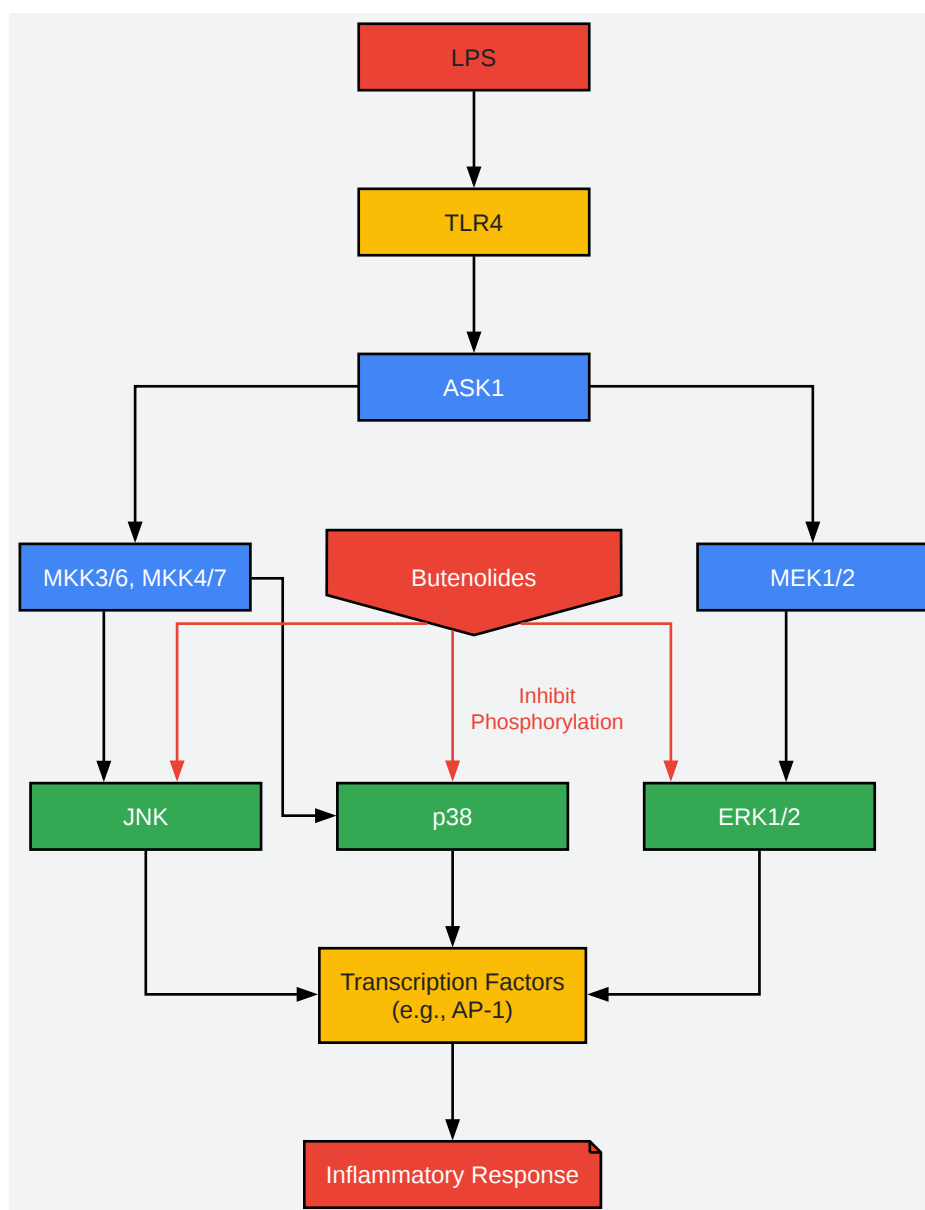 LPS
TLR4
ASK1
MKK3/6, MKK4/7
Butenolides
MEK1/2
Inhibit
Phosphorylation
JNK
p38
ERK1/2
Transcription Factors
(e.g., AP-1)
Inflammatory Response